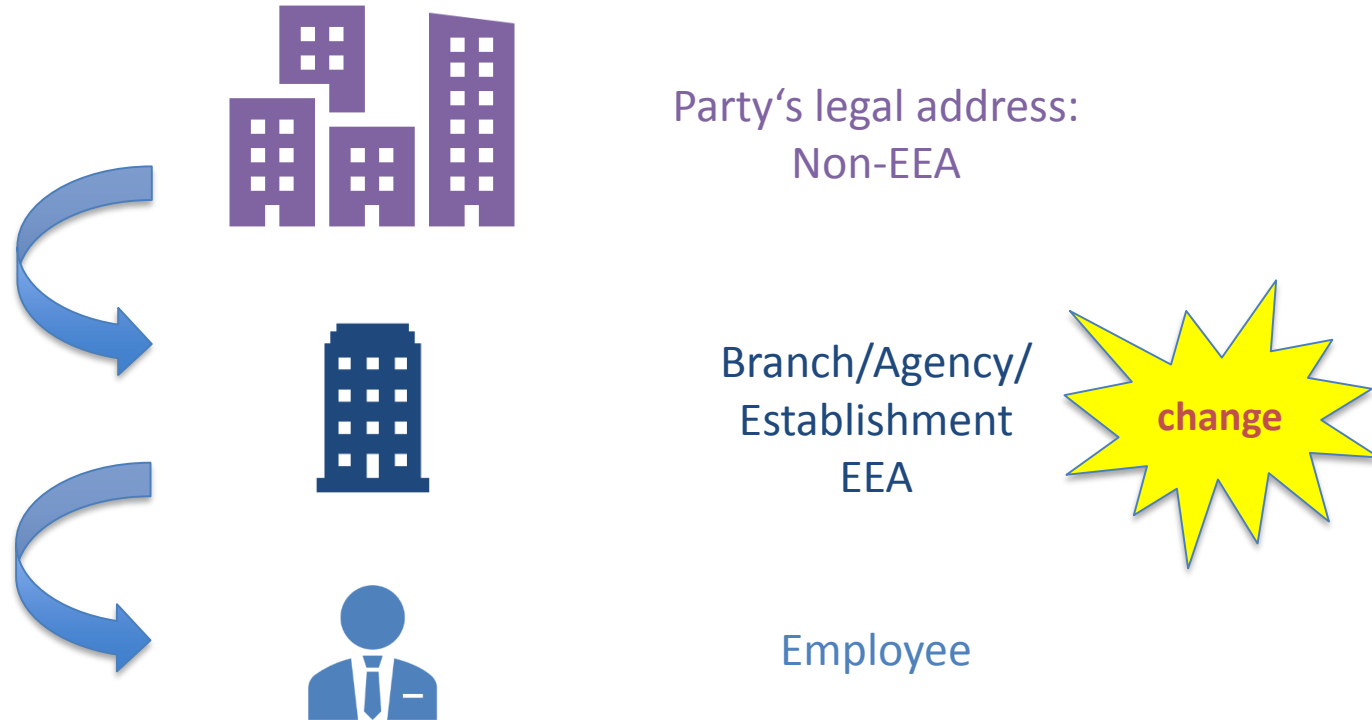 Party‘s legal address:
Non-EEA
Branch/Agency/
Establishment
EEA
change
Employee